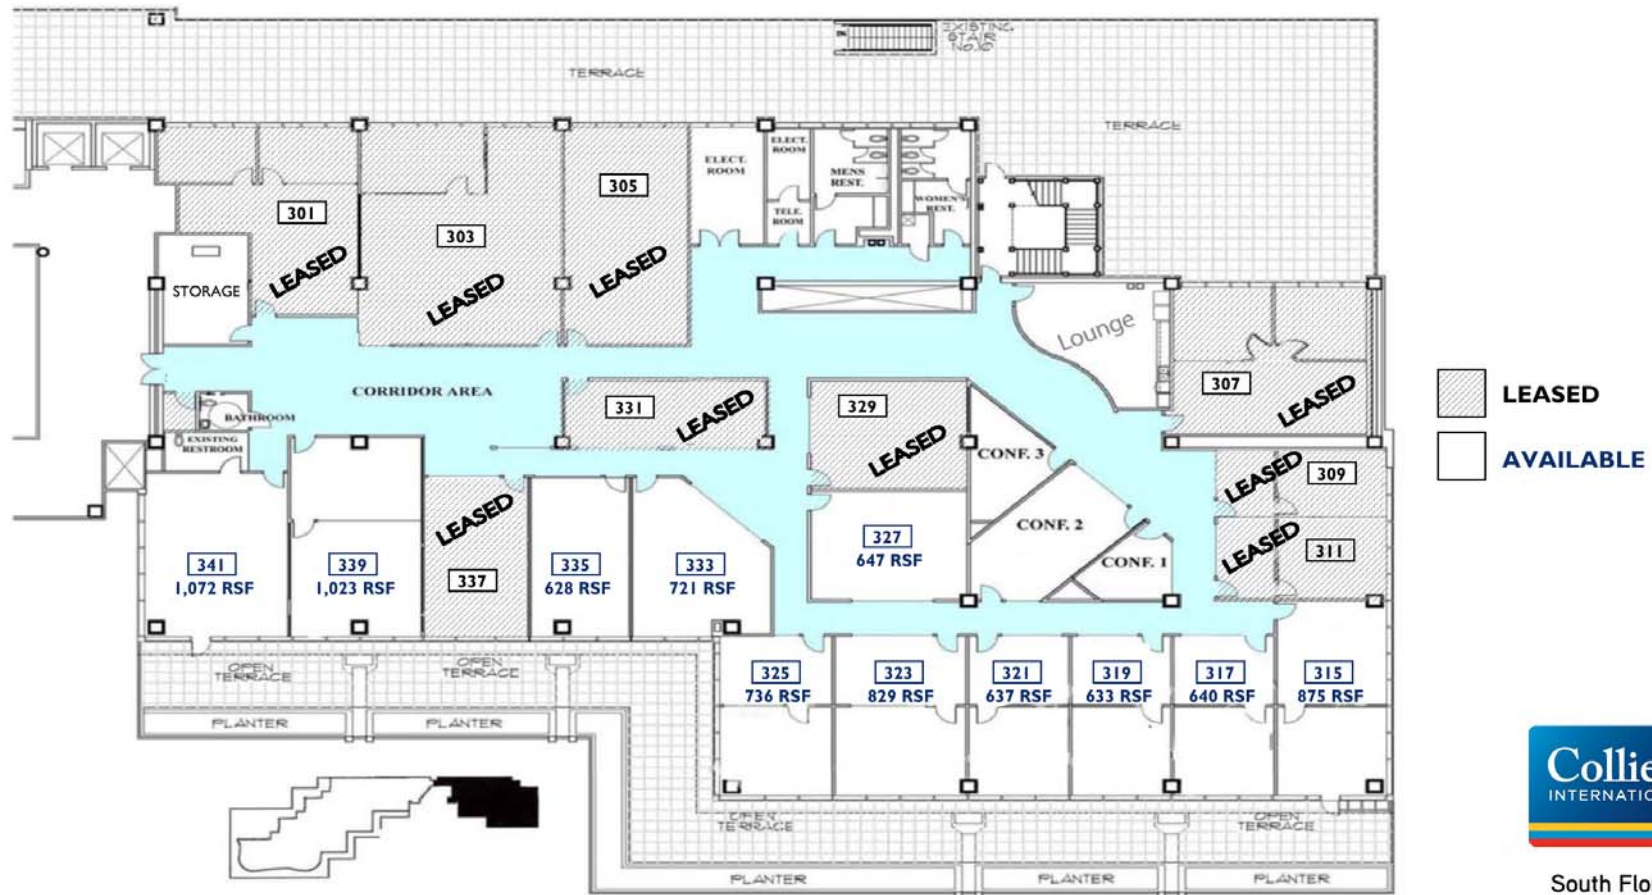 EXISTING
STAIR
No.10
TERRACE
TERRACE
ELECT.
ROOM
ELECT.
ROOM
MENS
REST.
WOMEN'S
REST.
TELE.
ROOM
301
LEASED
303
LEASED
305
LEASED
STORAGE
Lounge
307
LEASED
CORRIDOR AREA
BATHROOM
EXISTING
RESTROOM
331
LEASED
329
LEASED
CONF. 3
CONF. 2
CONF. 1
309
LEASED
311
LEASED
341
1,072 RSF
339
1,023 RSF
LEASED
337
335
628 RSF
333
721 RSF
327
647 RSF
325
736 RSF
323
829 RSF
321
637 RSF
319
633 RSF
317
640 RSF
315
875 RSF
OPEN
TERRACE
OPEN
TERRACE
PLANTER
PLANTER
OPEN
TERRACE
OPEN
TERRACE
PLANTER
PLANTER
PLANTER
LEASED
AVAILABLE
Collie
INTERNATIO
South Flo